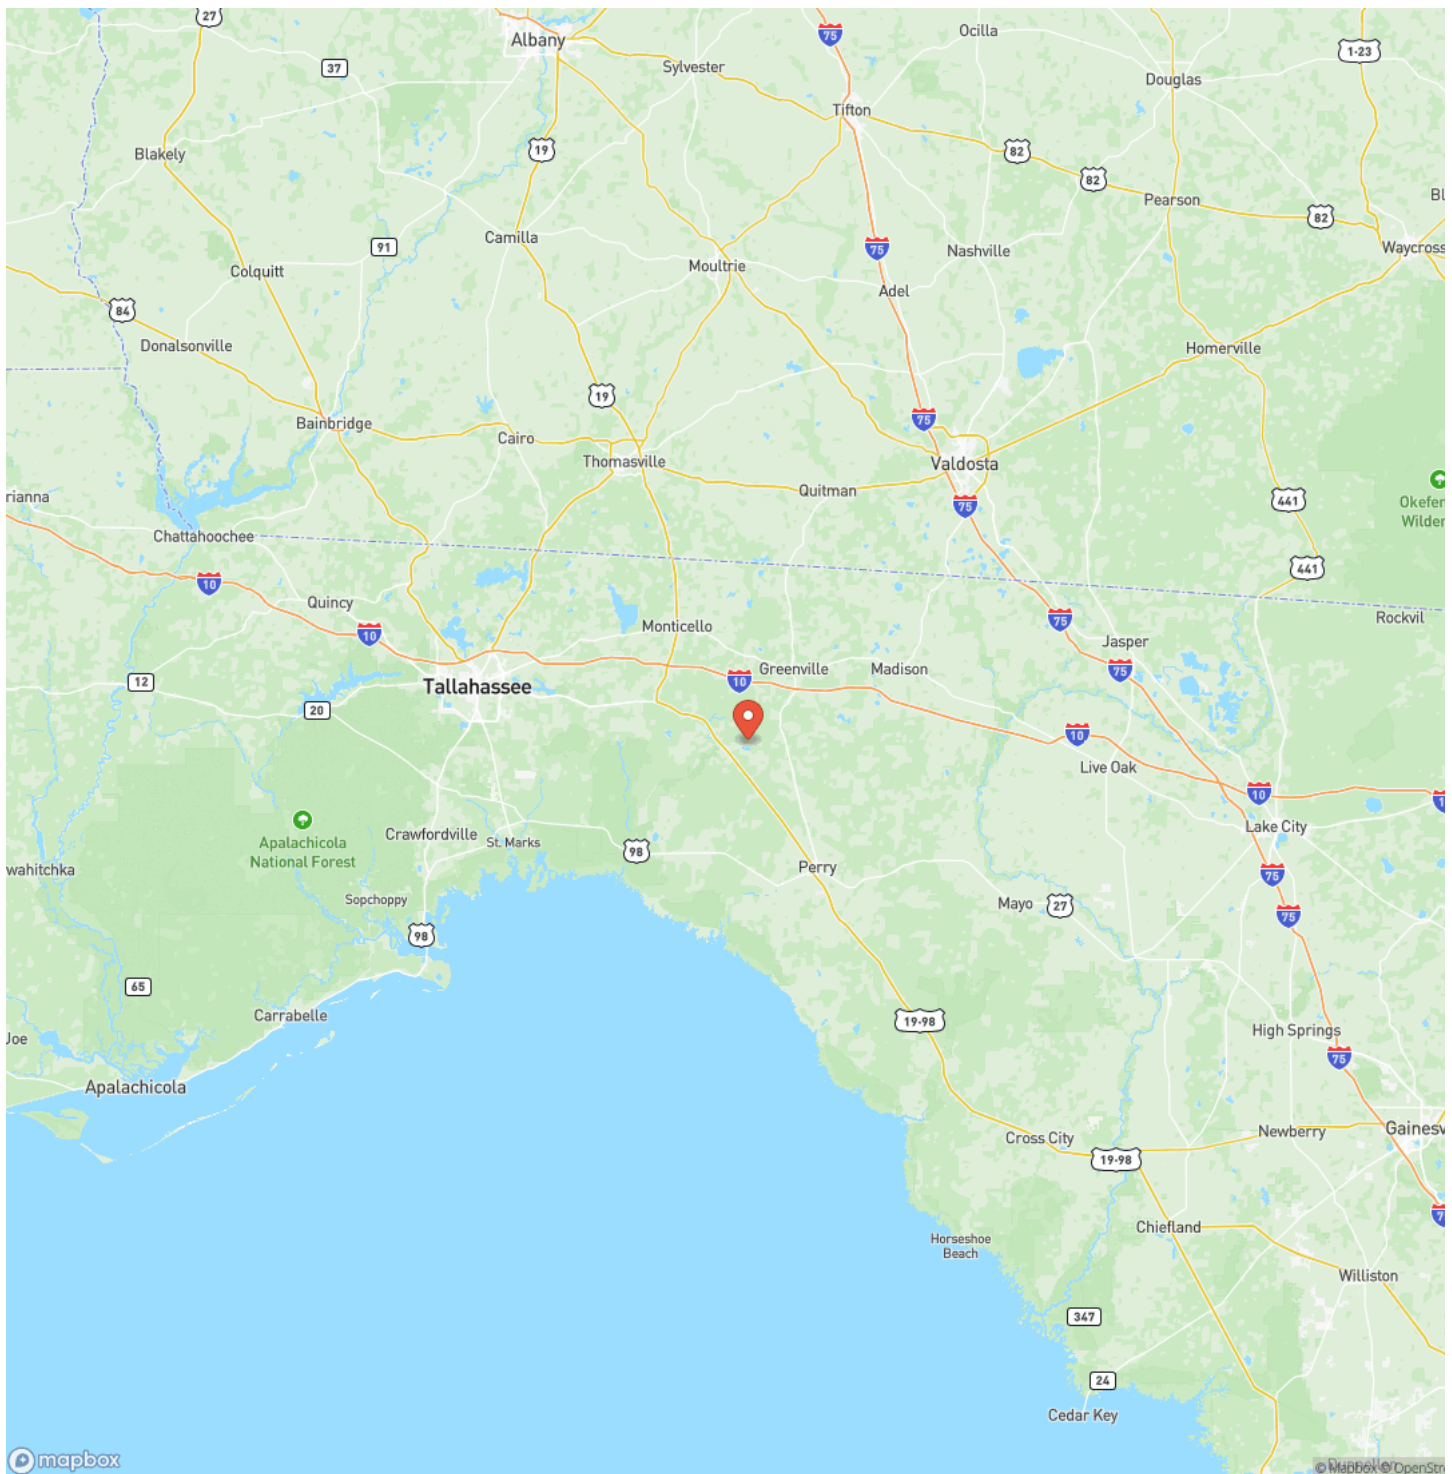 27
Albany
75
Ocilla
1-23
37
Sylvester
Douglas
Tifton
Blakely
19
82
82
Pearson
82
Bl
Camilla
91
75
Nashville
Waycross
Colquitt
Moultrie
Adel
84
Donalsonville
Homerville
19
Bainbridge
Cairo
75
Thomasville
Valdosta
Quitman
rianna
75
441
Okefen
Wilder
Chattahoochee
441
10
Quincy
10
Monticello
75
Jasper
Rockvil
12
Tallahassee
10
Greenville
Madison
75
20
10
Live Oak
10
Apalachicola
National Forest
Crawfordville
St. Marks
98
Lake City
wahitchka
Perry
75
Sopchoppy
98
Mayo
27
75
65
Carrabelle
19-98
High Springs
Joe
75
Apalachicola
Cross City
19-98
Newberry
Gainesv
Horseshoe
Beach
Chiefland
Williston
347
24
Cedar Key
mapbox
Dunnellon
© Mapbox © OpenStre